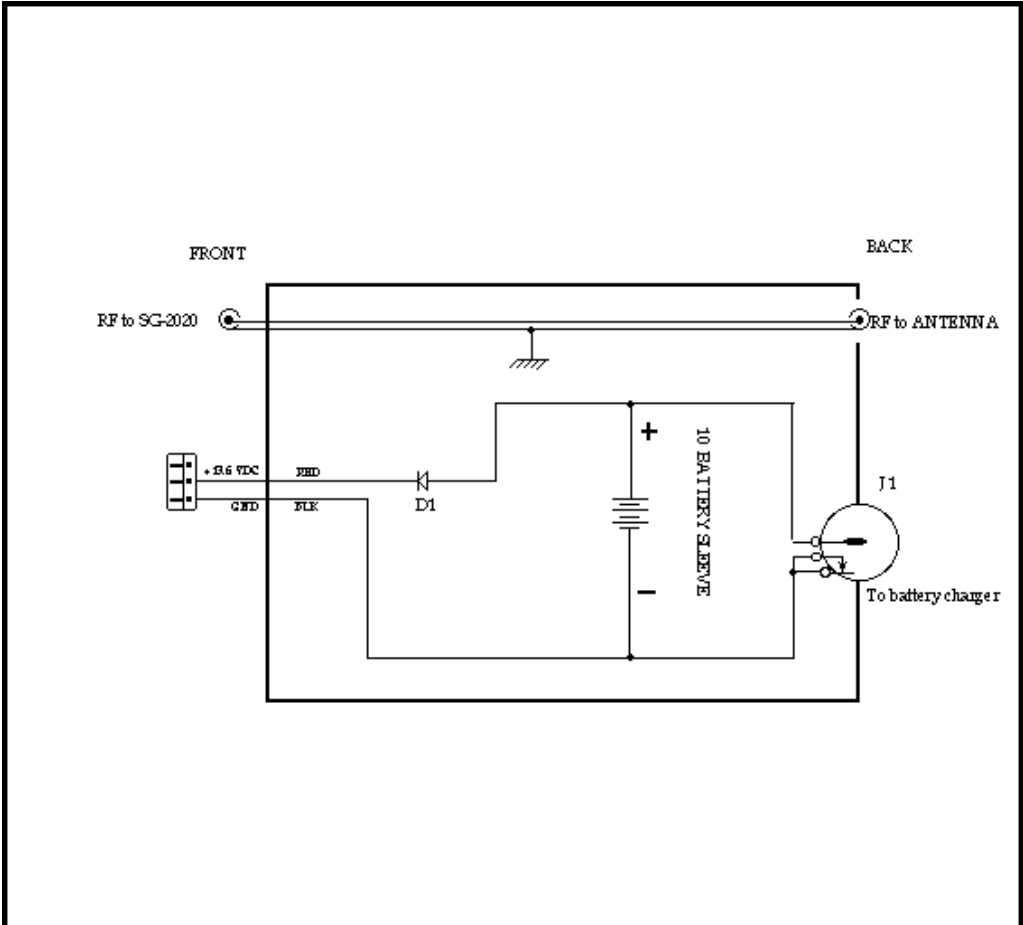 FRONT
BACK
RF to SG-2020
RF to ANTENNA
+
10 BATTERY SLEEVE
+ 13.6 VDC
RED
GND
BLK
D1
J1
−
To battery charger